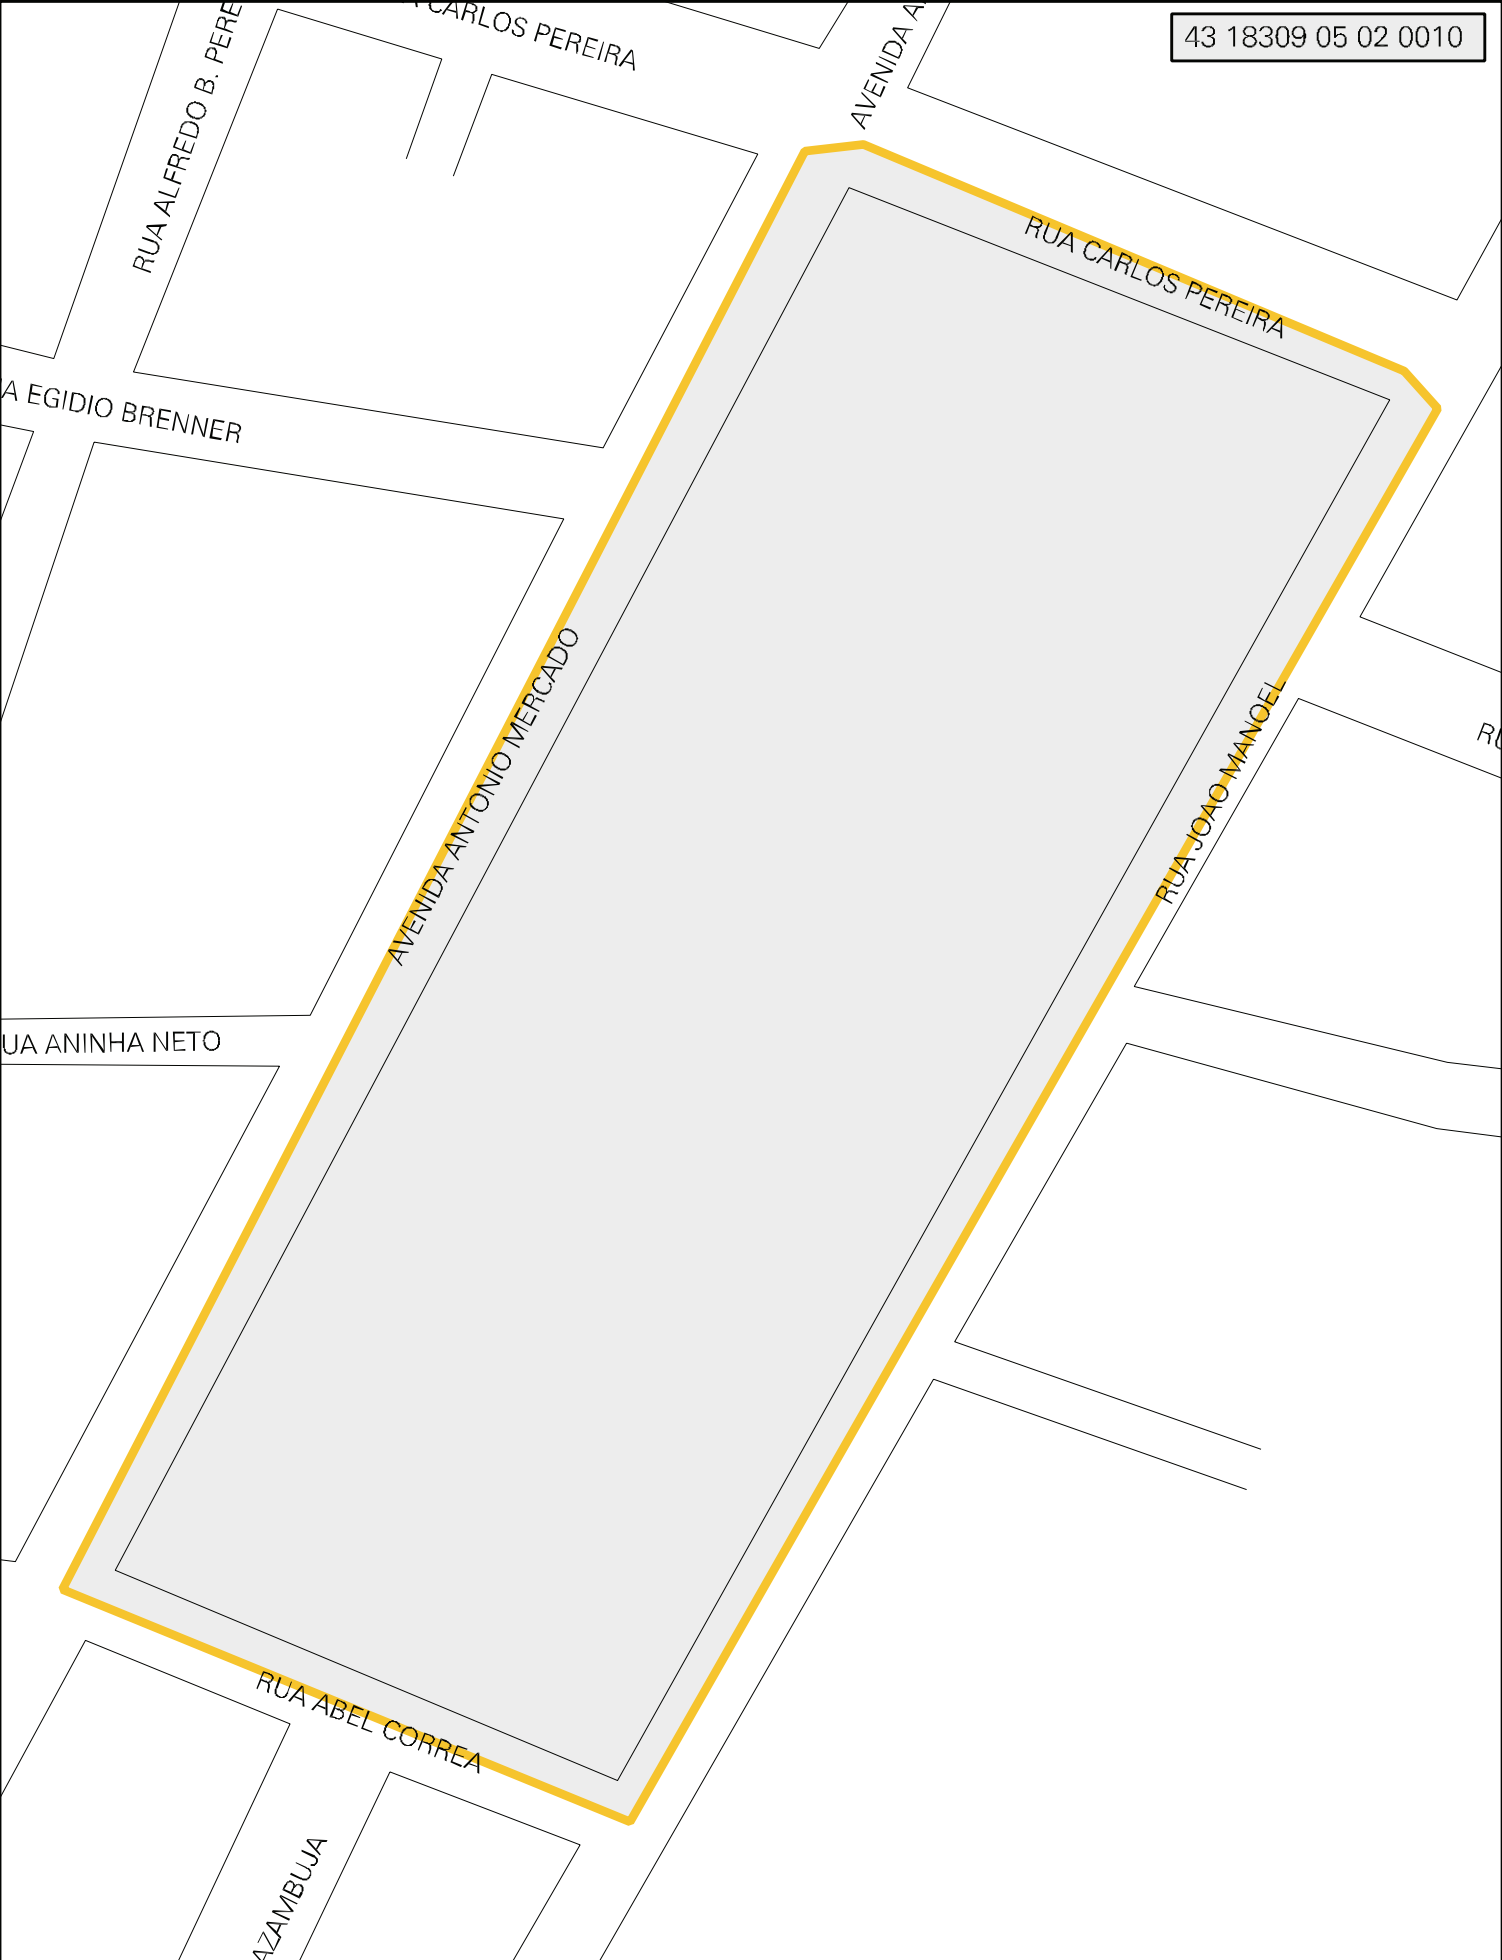 CARLOS PEREIRA
AVENIDA A
43 18309 05 02 0010
RUA ALFREDO B. PERE
RUA CARLOS PEREIRA
A EGIDIO BRENNER
AVENIDA ANTONIO MERCADO
RUA JOAO MANOEL
RU
UA ANINHA NETO
RUA ABEL CORREA
AZAMBUJA